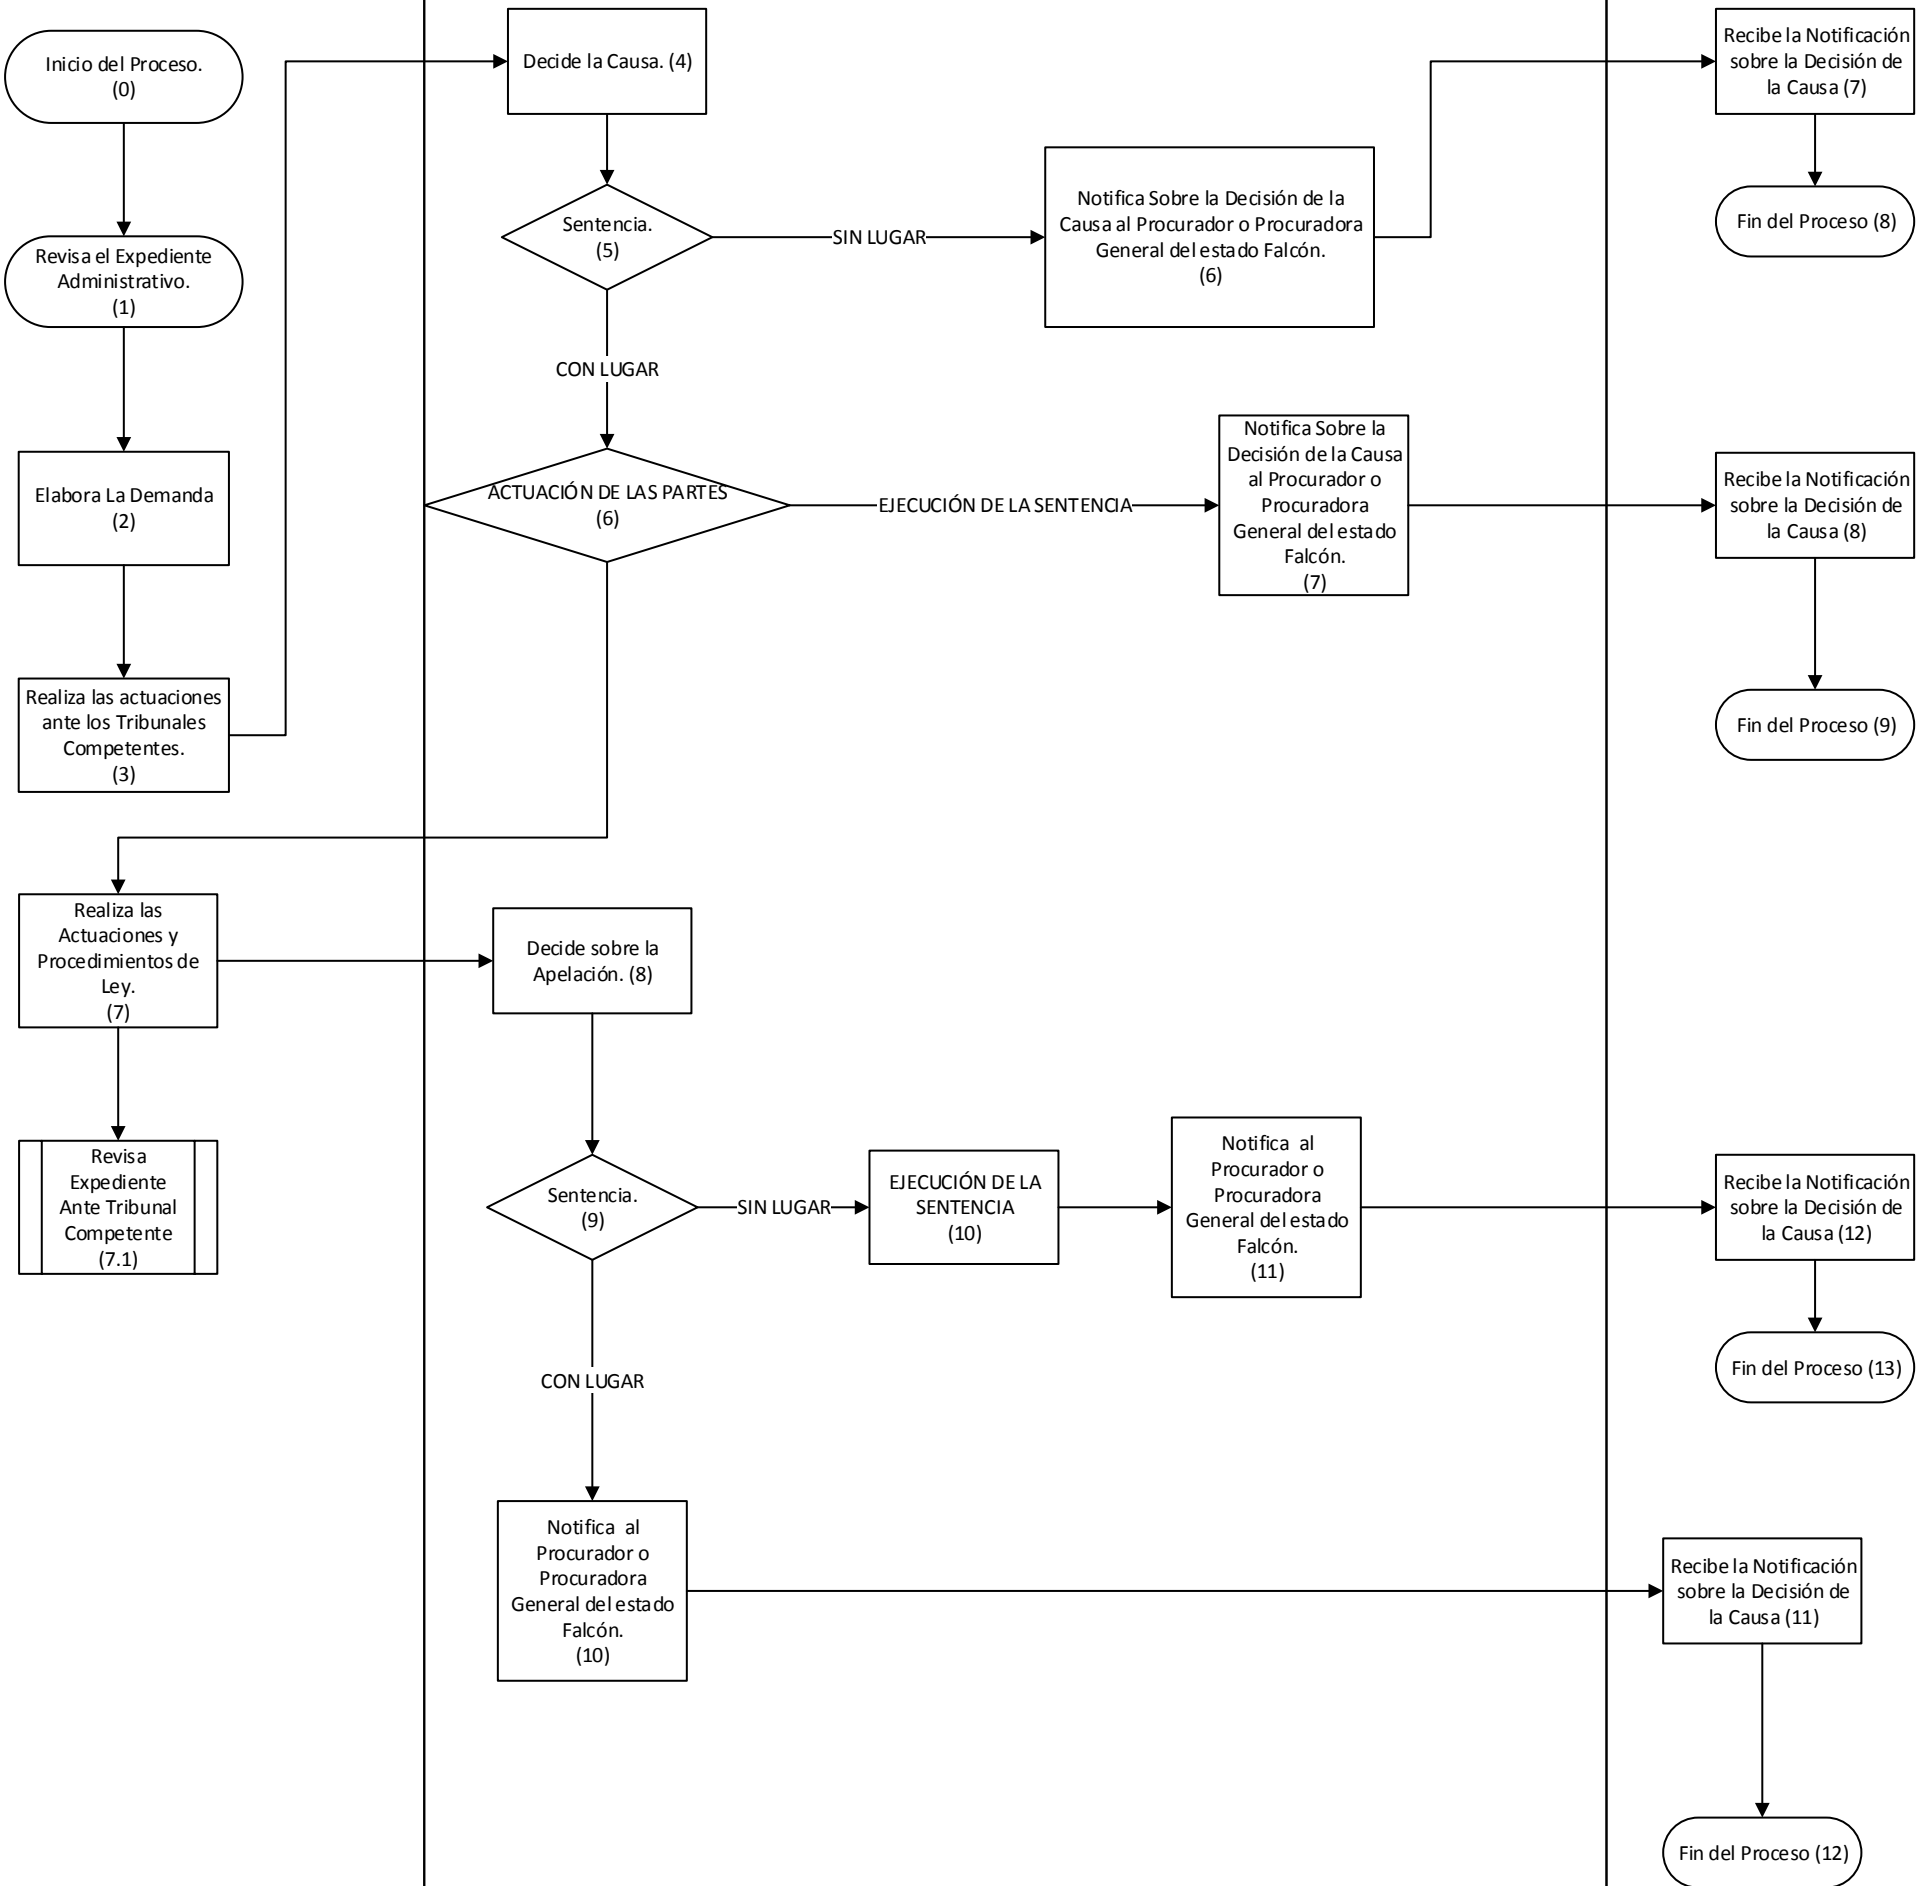 Inicio del Proceso.
(0)
Revisa el Expediente
Administrativo.
(1)
Elabora La Demanda
(2)
Realiza las actuaciones
ante los Tribunales
Competentes.
(3)
Decide la Causa. (4)
Sentencia.
(5)
SIN LUGAR
Notifica Sobre la Decisión de la
Causa al Procurador o Procuradora
General del estado Falcón.
(6)
Recibe la Notificación
sobre la Decisión de
la Causa (7)
Fin del Proceso (8)
CON LUGAR
ACTUACIÓN DE LAS PARTES
(6)
EJECUCIÓN DE LA SENTENCIA
Notifica Sobre la
Decisión de la Causa
al Procurador o
Procuradora
General del estado
Falcón.
(7)
Recibe la Notificación
sobre la Decisión de
la Causa (8)
Fin del Proceso (9)
Realiza las
Actuaciones y
Procedimientos de
Ley.
(7)
Revisa
Expediente
Ante Tribunal
Competente
(7.1)
Decide sobre la
Apelación. (8)
Sentencia.
(9)
SIN LUGAR
EJECUCIÓN DE LA
SENTENCIA
(10)
Notifica al
Procurador o
Procuradora
General del estado
Falcón.
(11)
Recibe la Notificación
sobre la Decisión de
la Causa (12)
Fin del Proceso (13)
CON LUGAR
Notifica al
Procurador o
Procuradora
General del estado
Falcón.
(10)
Recibe la Notificación
sobre la Decisión de
la Causa (11)
Fin del Proceso (12)